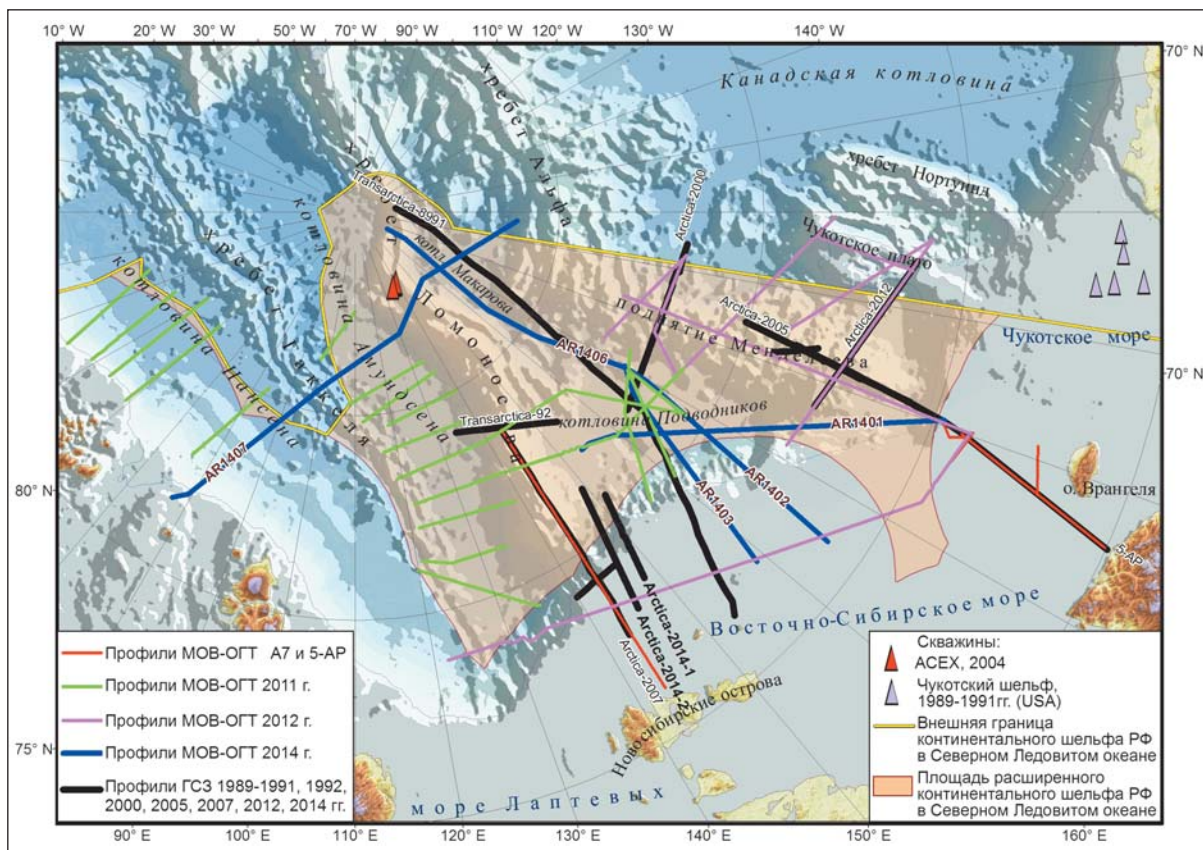 10° W
20° W
30° W
40° W
50° W
60° W
70° W
80° W
90° W
100° W
110° W
120° W
130° W
140° W
70° N
Канадская котловина
хребет Альфа
хребет Нортуинд
хребет Ломоносова
Transarctica-8991
Arctica-2000
котл. Макарова
Чукотское плато
котловина Нансена
хребет Гаккеля
котловина Амундсена
поднятие Менделеева
Arctica-2005
Arctica-2012
Чукотское море
AR1406
70° N
Transarctica-92
котловина Подводников
AR1401
AR1407
AR1402
AR1403
80° N
о. Врангеля
5-AP
Arctica-2014-1
Arctica-2014-2
Arctica-2007
Восточно-Сибирское море
Новосибирские острова
море Лаптевых
75° N
Профили МОВ-ОГТ А7 и 5-АР
Профили МОВ-ОГТ 2011 г.
Профили МОВ-ОГТ 2012 г.
Профили МОВ-ОГТ 2014 г.
Профили ГСЗ 1989-1991, 1992,
2000, 2005, 2007, 2012, 2014 гг.
Скважины:
ACEX, 2004
Чукотский шельф,
1989-1991гг. (USA)
Внешняя граница
континентального шельфа РФ
в Северном Ледовитом океане
Площадь расширенного
континентального шельфа РФ
в Северном Ледовитом океане
90° E
100° E
110° E
120° E
130° E
140° E
150° E
160° E